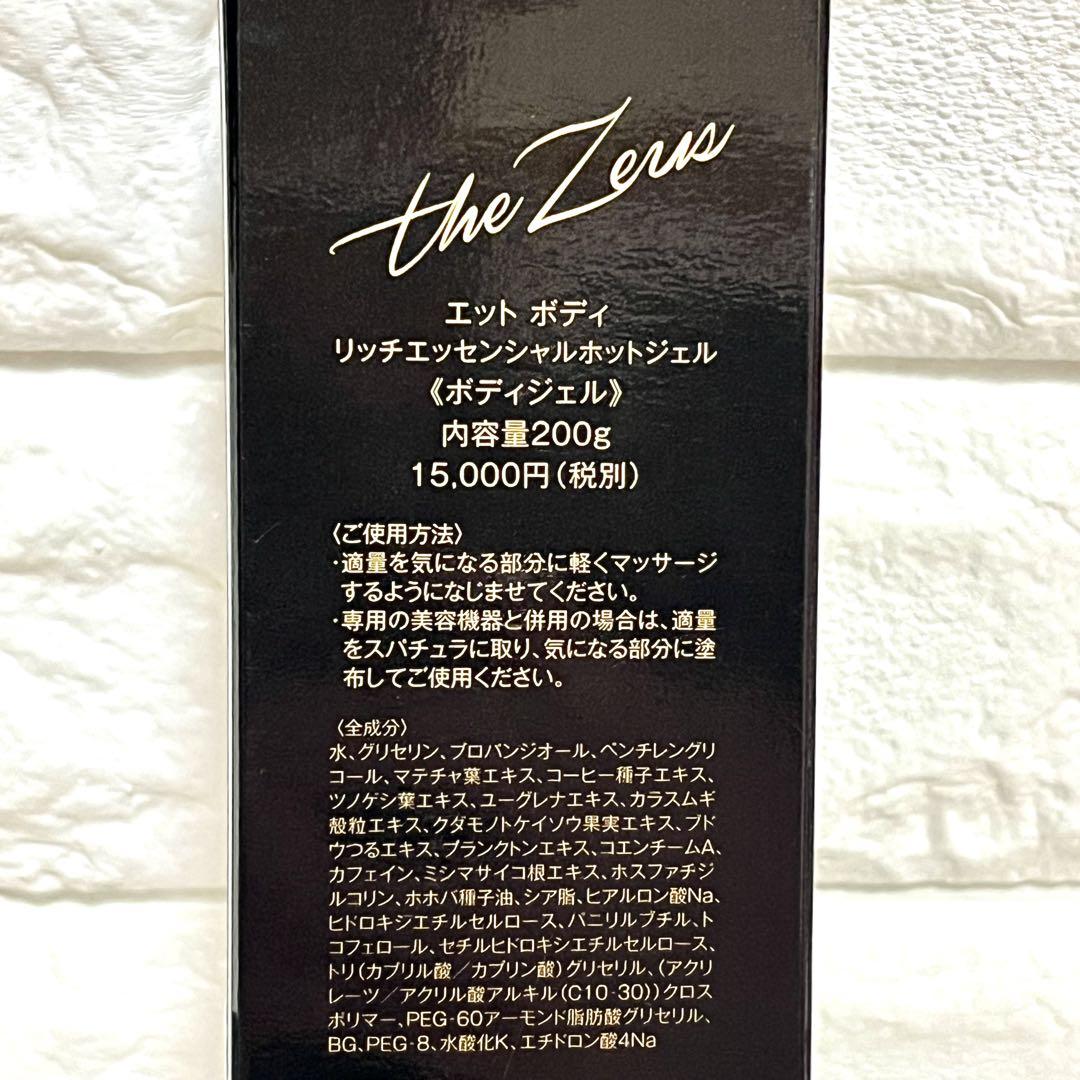 the Zeus
エット ボディ
リッチエッセンシャルホットジェル
《ボディジェル》
内容量200g
15,000円(税別)
〈ご使用方法〉
・適量を気になる部分に軽くマッサージ
するようになじませてください。
・専用の美容機器と併用の場合は、適量
をスパチュラに取り、気になる部分に塗
布してご使用ください。
〈全成分〉
水、グリセリン、プロパンジオール、ペンチレングリ
コール、マテチャ葉エキス、コーヒー種子エキス、
ツノゲシ葉エキス、ユーグレナエキス、カラスムギ
穀粒エキス、クダモノトケイソウ果実エキス、ブド
ウつるエキス、プランクトンエキス、コエンチームA、
カフェイン、ミシマサイコ根エキス、ホスファチジ
ルコリン、ホホバ種子油、シア脂、ヒアルロン酸Na、
ヒドロキシエチルセルロース、バニリルブチル、ト
コフェロール、セチルヒドロキシエチルセルロース、
トリ(カプリル酸/カプリン酸)グリセリル、(アクリ
レーツ/アクリル酸アルキル(C10-30))クロス
ポリマー、PEG-60アーモンド脂肪酸グリセリル、
BG、PEG-8、水酸化K、エチドロン酸4Na